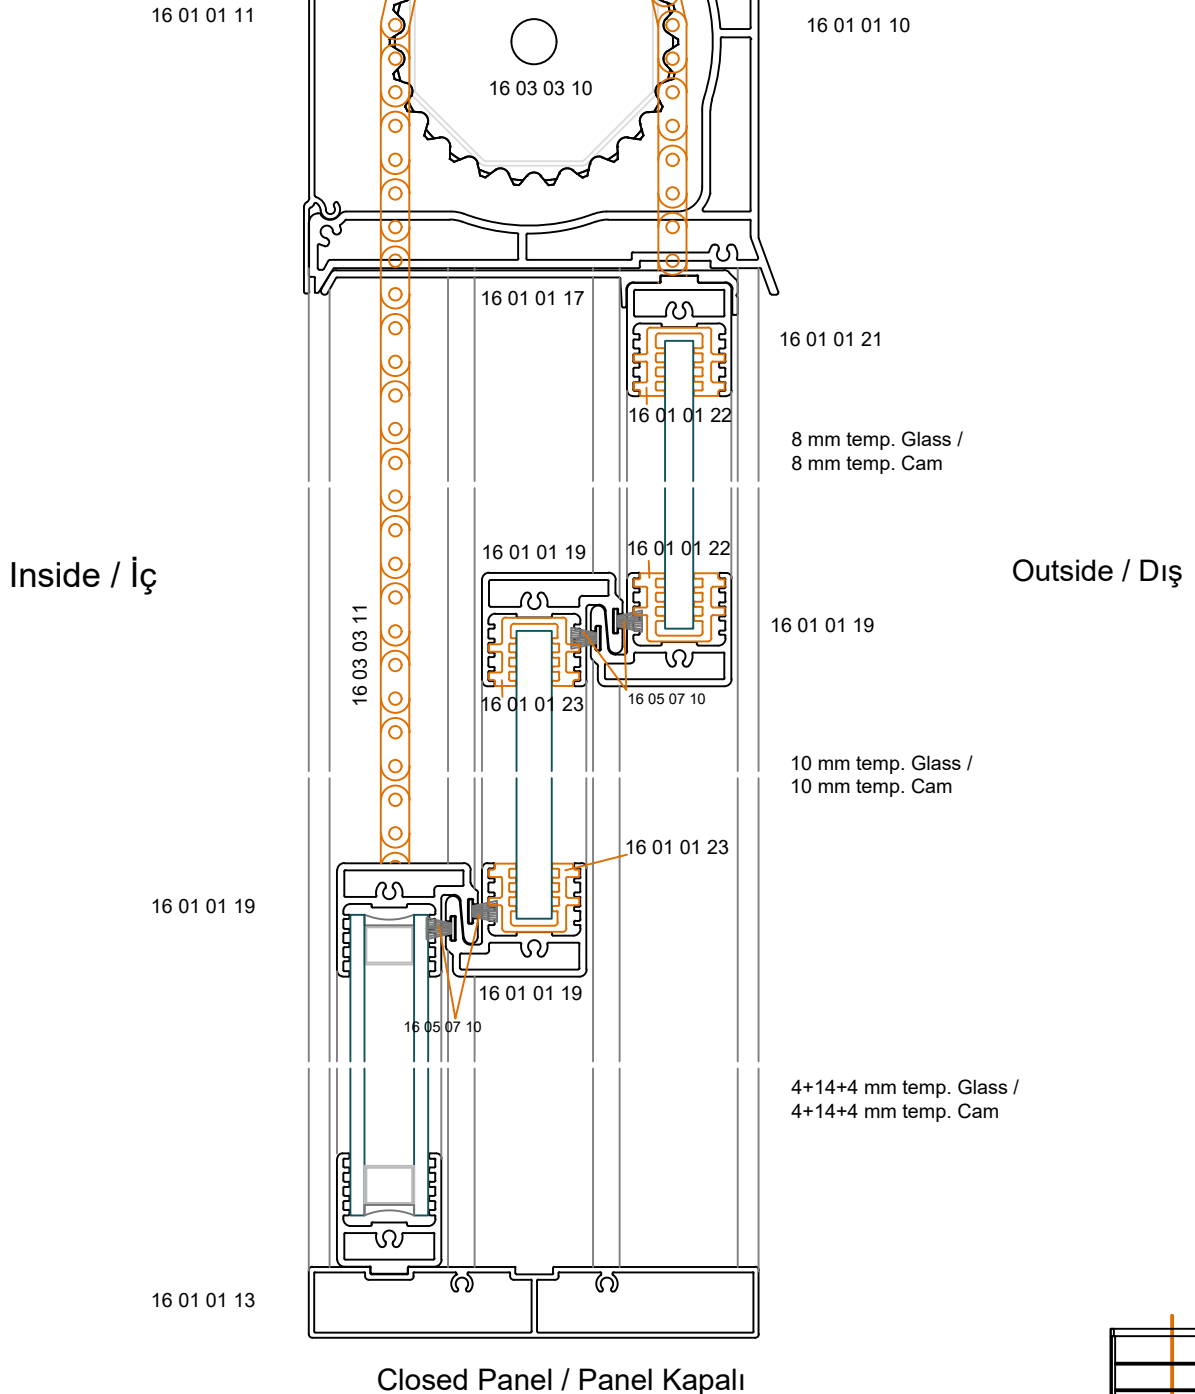 16 01 01 11
16 01 01 10
16 03 03 10
16 01 01 17
16 01 01 21
16 01 01 22
8 mm temp. Glass /
8 mm temp. Cam
16 01 01 19
16 01 01 22
Inside / İç
Outside / Dış
16 03 03 11
16 01 01 19
16 01 01 23
16 05 07 10
10 mm temp. Glass /
10 mm temp. Cam
16 01 01 23
16 01 01 19
16 01 01 19
16 05 07 10
4+14+4 mm temp. Glass /
4+14+4 mm temp. Cam
16 01 01 13
Closed Panel / Panel Kapalı